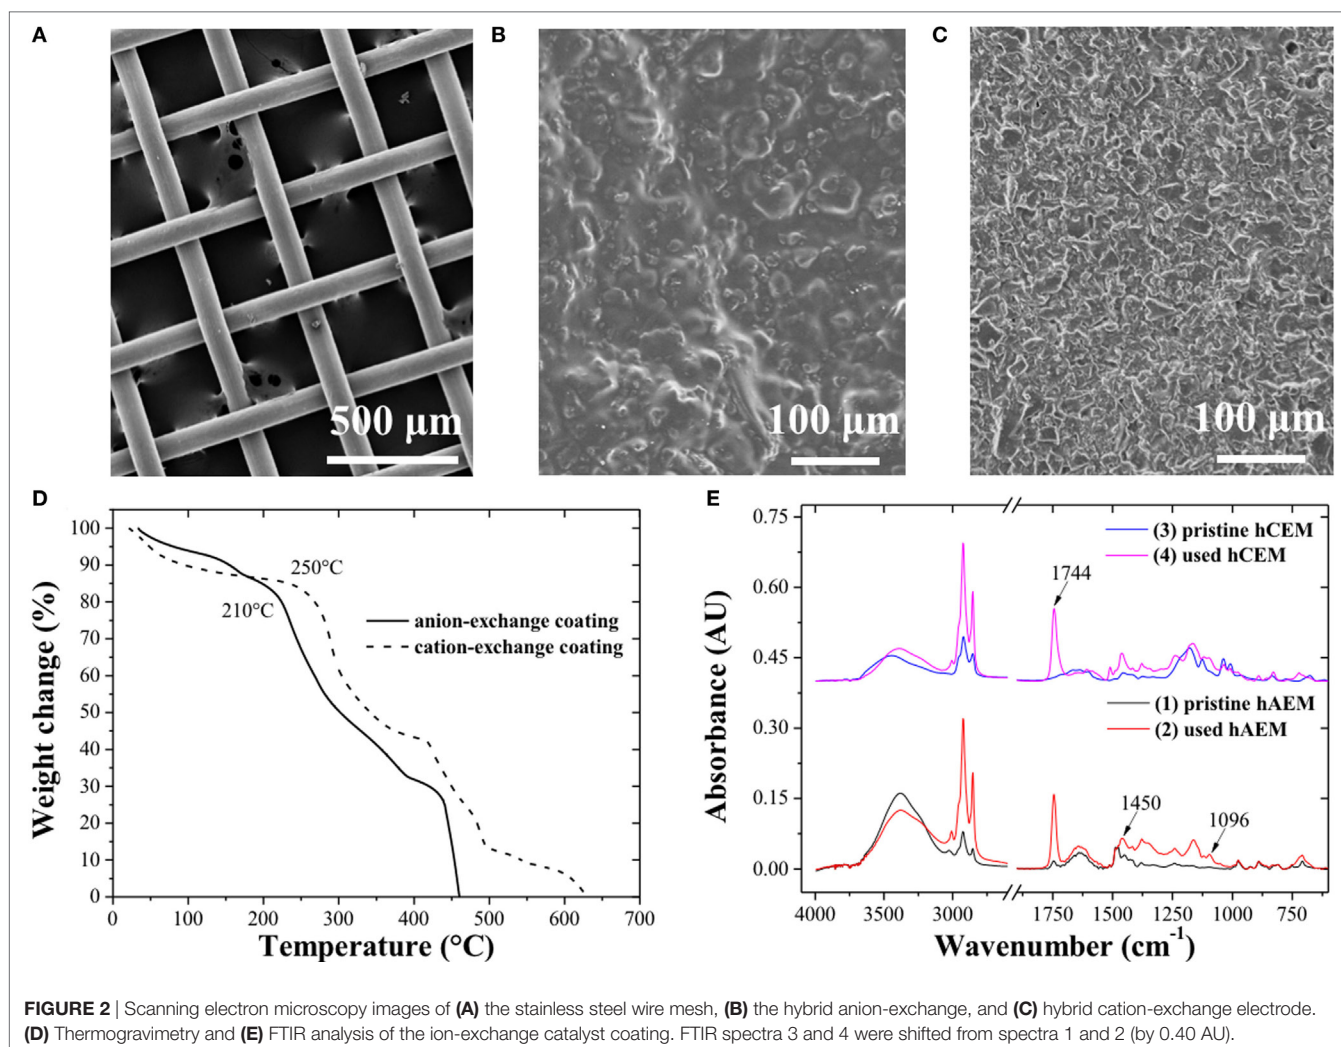 A
B
C
500 μm
100 μm
100 μm
D
E
100
90
80
70
60
50
40
30
20
10
0
Weight change (%)
250°C
210°C
anion-exchange coating
cation-exchange coating
0 100 200 300 400 500 600 700
Temperature (°C)
0.75
0.60
0.45
0.30
0.15
0.00
Absorbance (AU)
(3) pristine hCEM
(4) used hCEM
1744
(1) pristine hAEM
(2) used hAEM
1450
1096
4000 3500 3000 1750 1500 1250 1000 750
Wavenumber (cm-1)
FIGURE 2 | Scanning electron microscopy images of (A) the stainless steel wire mesh, (B) the hybrid anion-exchange, and (C) hybrid cation-exchange electrode.
(D) Thermogravimetry and (E) FTIR analysis of the ion-exchange catalyst coating. FTIR spectra 3 and 4 were shifted from spectra 1 and 2 (by 0.40 AU).